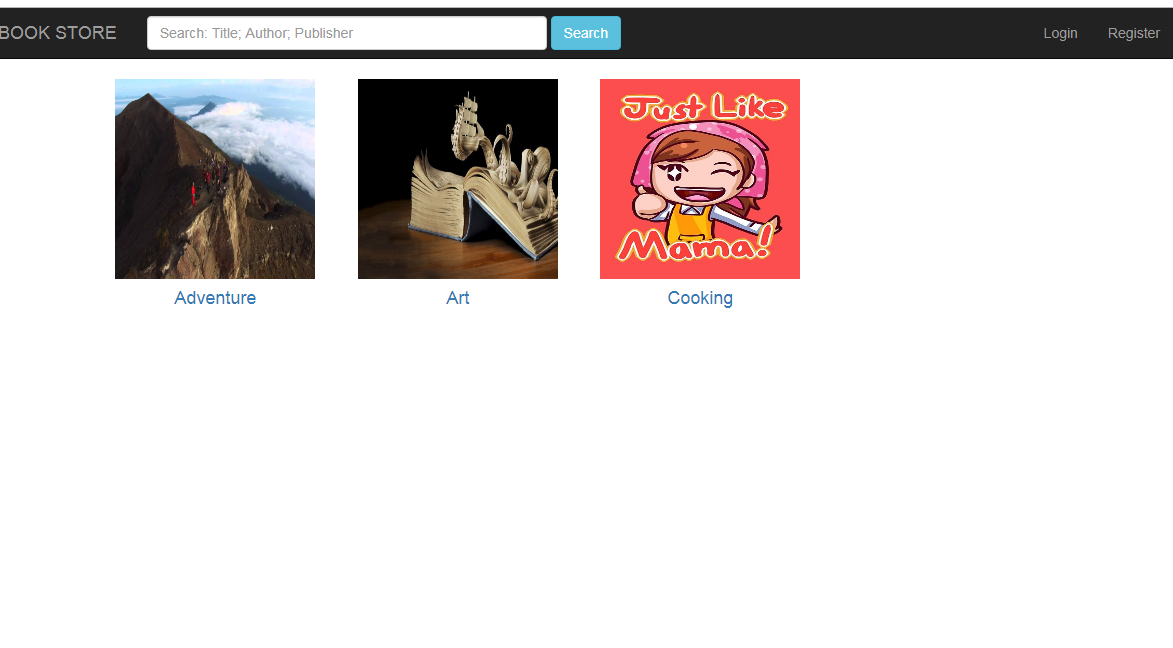 BOOK STORE
Search: Title; Author; Publisher
Search
Login
Register
Just Like
Mama!
Adventure
Art
Cooking